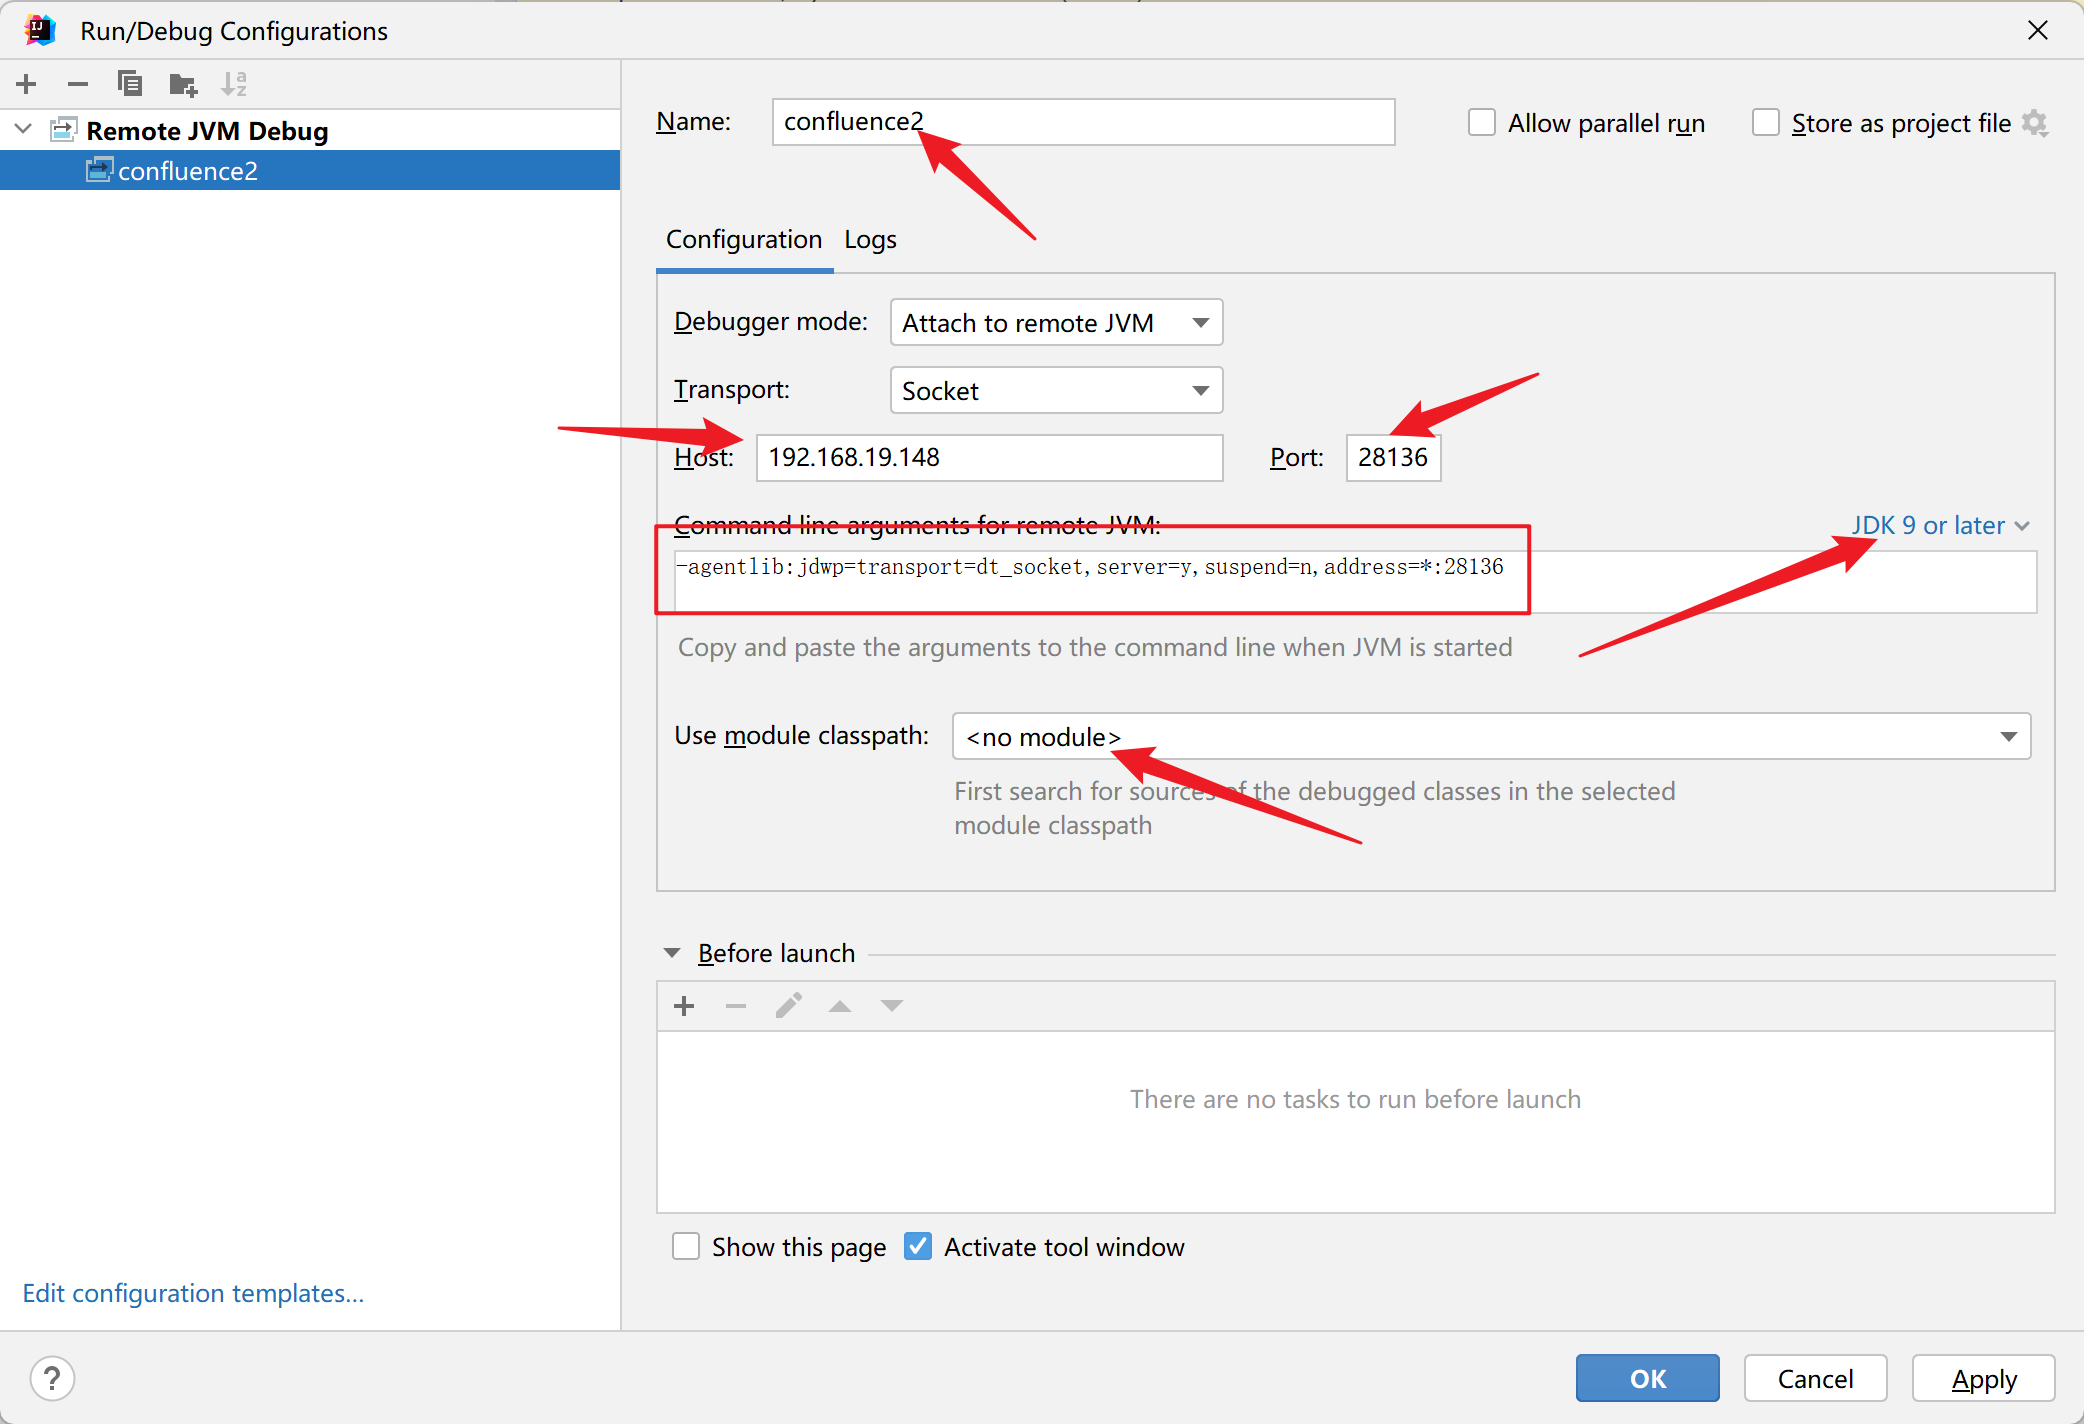 Run/Debug Configurations
Remote JVM Debug
confluence2
Name: confluence2
Allow parallel run
Store as project file
Configuration
Logs
Debugger mode: Attach to remote JVM
Transport: Socket
Host: 192.168.19.148
Port: 28136
Command line arguments for remote JVM:
JDK 9 or later
-agentlib:jdwp=transport=dt_socket,server=y,suspend=n,address=*:28136
Copy and paste the arguments to the command line when JVM is started
Use module classpath: <no module>
First search for sources of the debugged classes in the selected
module classpath
Before launch
There are no tasks to run before launch
Show this page
Activate tool window
Edit configuration templates...
?
OK
Cancel
Apply